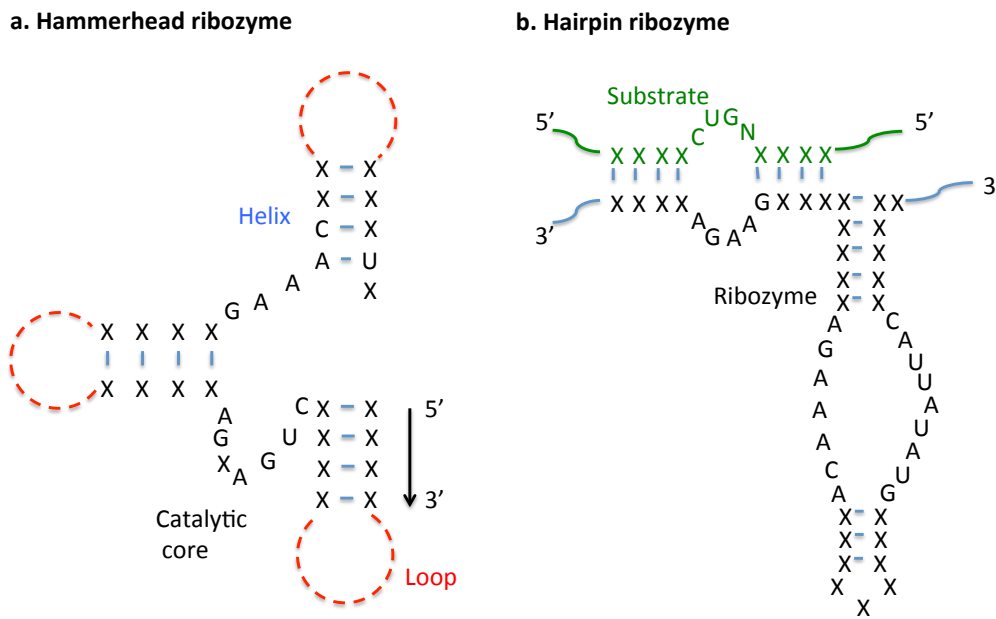 a. Hammerhead ribozyme
X X
X X
Helix
C X
A U
G A A X
X X X X
X X X X
A
G
X A G U C
X X 5’
X X
X X
X X 3’
Catalytic
core
Loop
b. Hairpin ribozyme
Substrate
5’ C U G N 5’
X X X X X X X X
X X X X G X X X X X X 3
3’ A G A A
X X
X X
X X
Ribozyme
X X
A C
G A
A U
A U
A A
C U
A A
U
G
X X
X X
X X
X X
X